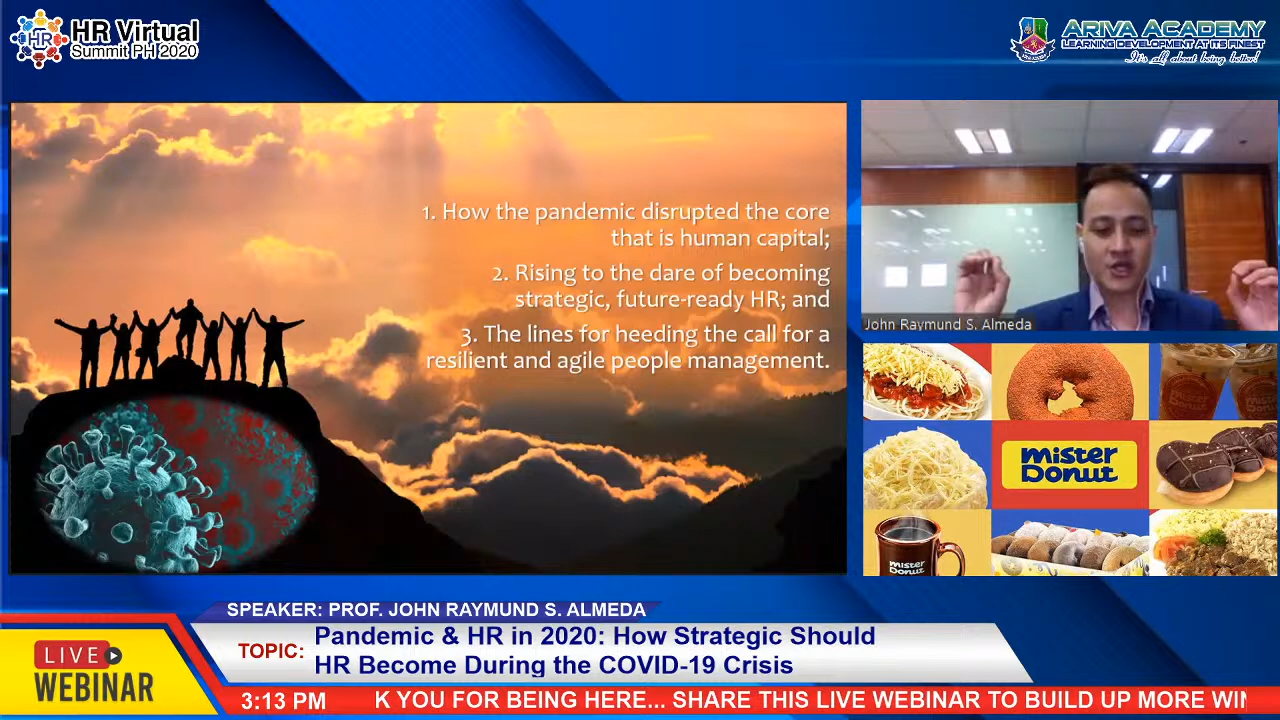 HR Virtual
Summit PH 2020
HR
ARIVA ACADEMY
LEARNING DEVELOPMENT AT ITS FINEST
It's all about being better!
1. How the pandemic disrupted the core
that is human capital;
2. Rising to the dare of becoming
strategic, future-ready HR; and
3. The lines for heeding the call for a
resilient and agile people management.
John Raymund S. Almeda
mister
Donut
mister
Donut
mister
Donut
SPEAKER: PROF. JOHN RAYMUND S. ALMEDA
TOPIC:
Pandemic & HR in 2020: How Strategic Should
HR Become During the COVID-19 Crisis
LIVE
WEBINAR
3:13 PM
K YOU FOR BEING HERE... SHARE THIS LIVE WEBINAR TO BUILD UP MORE WIN